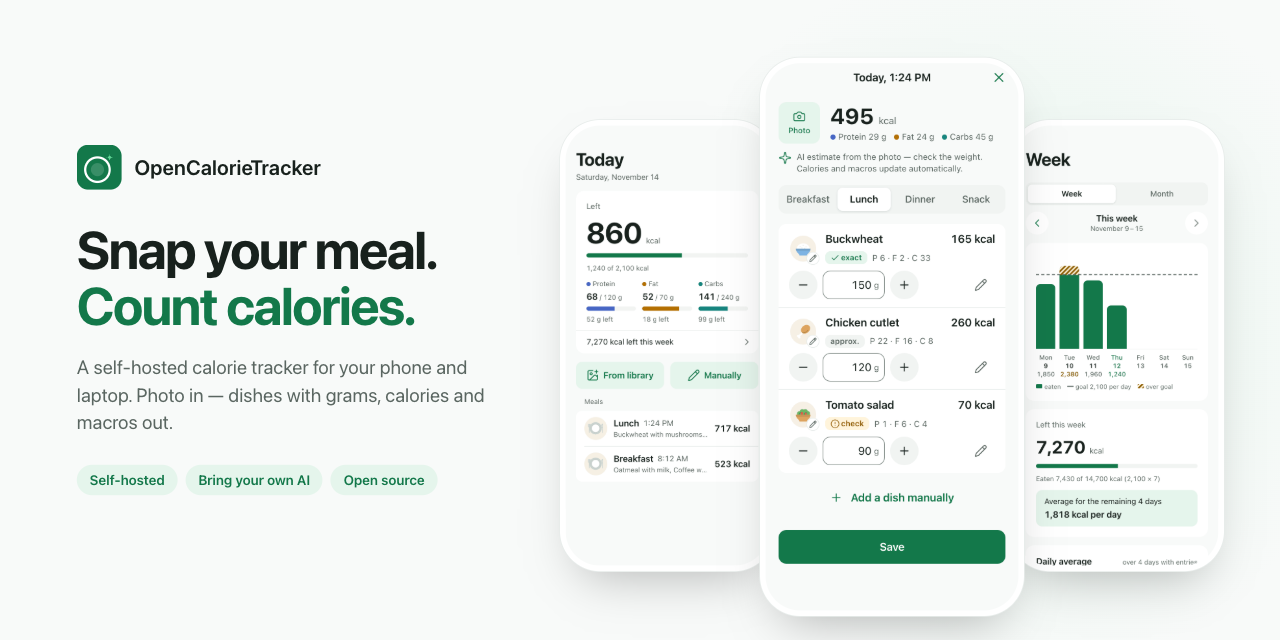 OpenCalorieTracker
Snap your meal.
Count calories.
A self-hosted calorie tracker for your phone and
laptop. Photo in — dishes with grams, calories and
macros out.
Self-hosted
Bring your own AI
Open source
Today
Saturday, November 14
Left
860 kcal
1,240 of 2,100 kcal
Protein Fat Carbs
68 / 120 g 52 / 70 g 141 / 240 g
52 g left 18 g left 99 g left
7,270 kcal left this week
From library Manually
Meals
Lunch 1:24 PM 717 kcal
Buckwheat with mushrooms...
Breakfast 8:12 AM 523 kcal
Oatmeal with milk, Coffee w...
Today, 1:24 PM
Photo
495 kcal
Protein 29 g Fat 24 g Carbs 45 g
AI estimate from the photo — check the weight.
Calories and macros update automatically.
Breakfast Lunch Dinner Snack
Buckwheat 165 kcal
exact P 6 · F 2 · C 33
− 150 g +
Chicken cutlet 260 kcal
approx. P 22 · F 16 · C 8
− 120 g +
Tomato salad 70 kcal
check P 1 · F 6 · C 4
− 90 g +
+ Add a dish manually
Save
Week
Week Month
This week
November 9–15
Mon Tue Wed Thu Fri Sat Sun
9 10 11 12 13 14 15
1,850 2,380 1,960 1,240
eaten goal 2,100 per day over goal
Left this week
7,270 kcal
Eaten 7,430 of 14,700 kcal (2,100 × 7)
Average for the remaining 4 days
1,818 kcal per day
Daily average over 4 days with entries